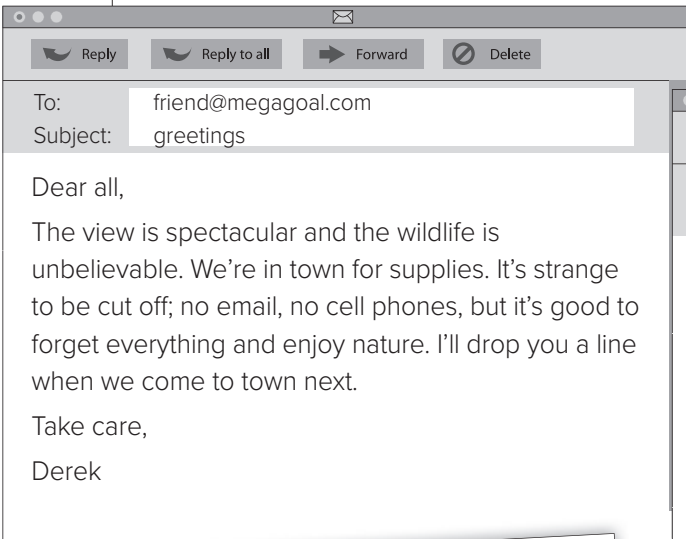 Reply Reply to all Forward Delete
To: friend@megagoal.com
Subject: greetings
Dear all,
The view is spectacular and the wildlife is
unbelievable. We’re in town for supplies. It’s strange
to be cut off; no email, no cell phones, but it’s good to
forget everything and enjoy nature. I’ll drop you a line
when we come to town next.
Take care,
Derek